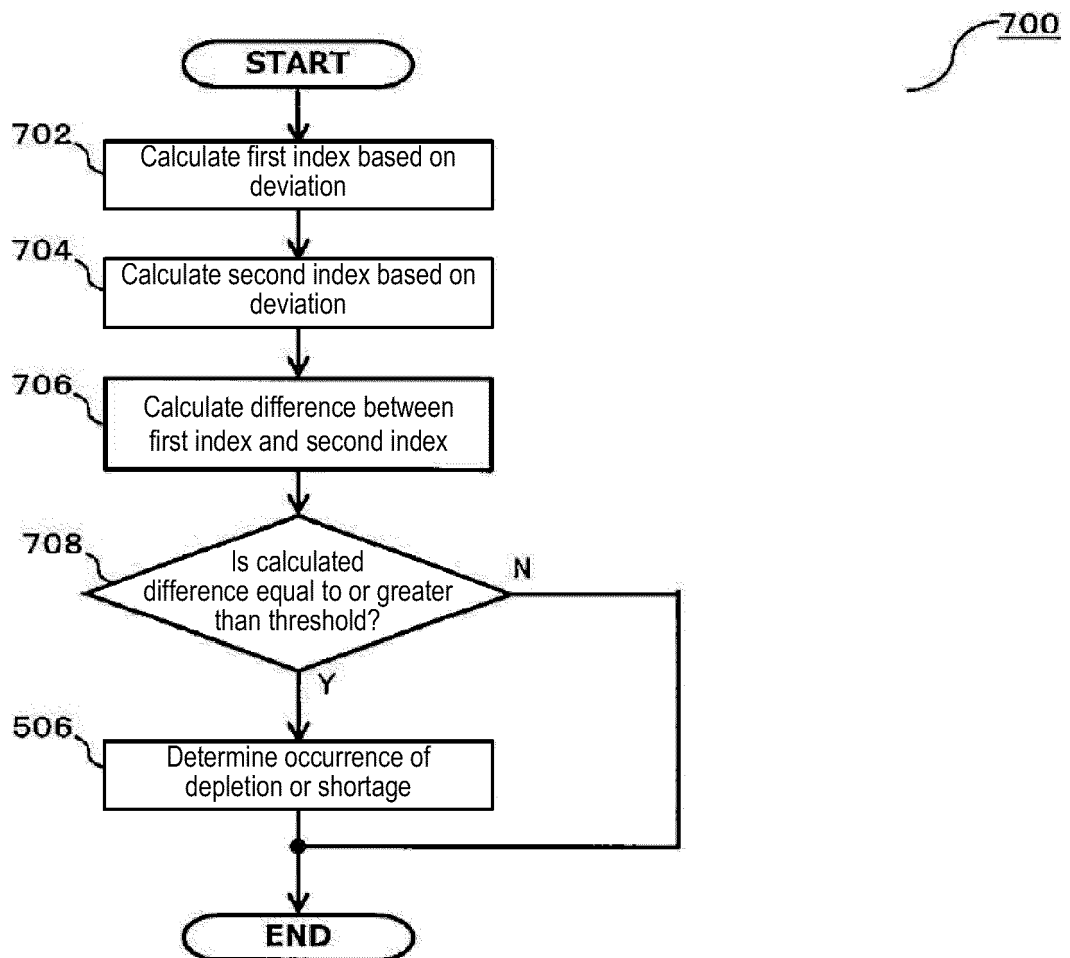 700
START
702
Calculate first index based on
deviation
704
Calculate second index based on
deviation
706
Calculate difference between
first index and second index
708
Is calculated
difference equal to or greater
than threshold?
N
Y
506
Determine occurrence of
depletion or shortage
END